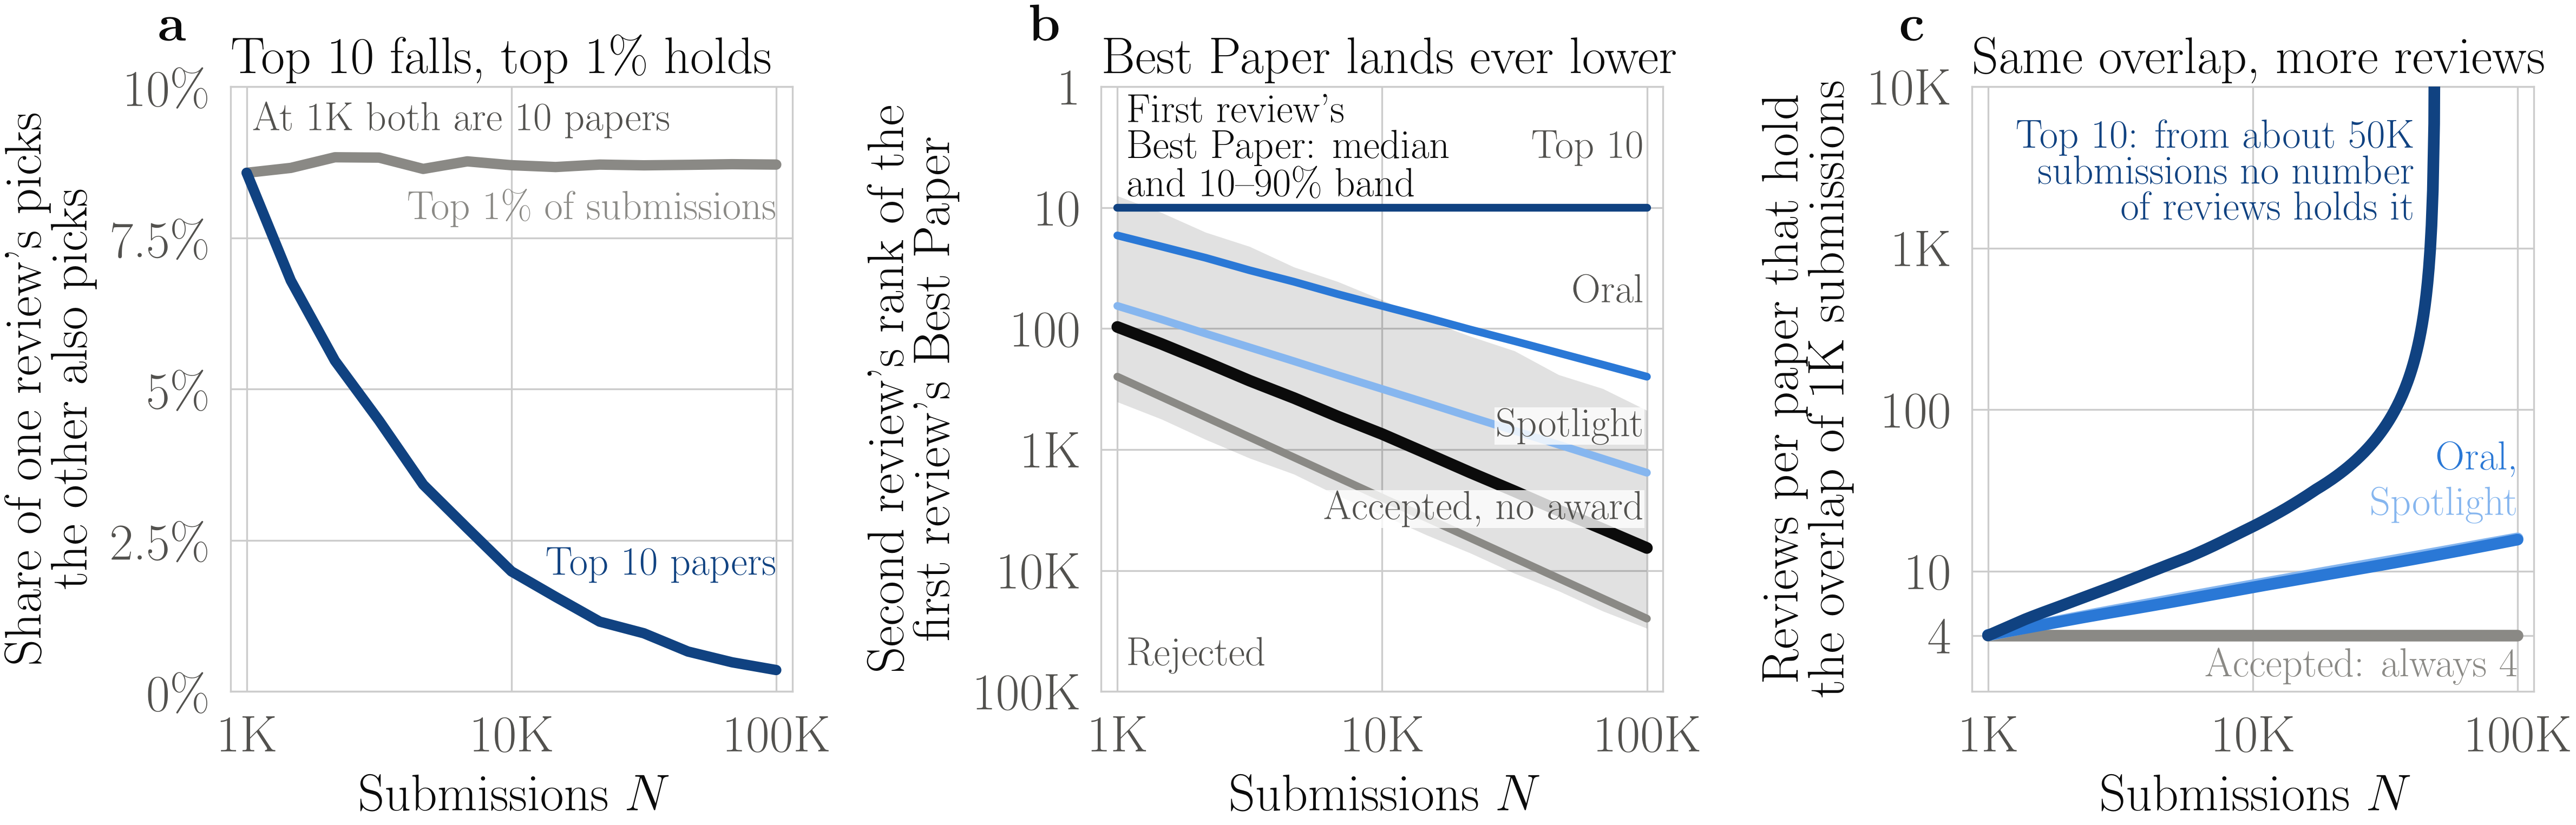 a
Top 10 falls, top 1% holds
Share of one review's picks
the other also picks
10%
7.5%
5%
2.5%
0%
At 1K both are 10 papers
Top 1% of submissions
Top 10 papers
1K
10K
100K
Submissions N
b
Best Paper lands ever lower
Second review's rank of the
first review's Best Paper
1
10
100
1K
10K
100K
First review's
Best Paper: median
and 10–90% band
Top 10
Oral
Spotlight
Accepted, no award
Rejected
1K
10K
100K
Submissions N
c
Same overlap, more reviews
Reviews per paper that hold
the overlap of 1K submissions
10K
1K
100
10
4
Top 10: from about 50K
submissions no number
of reviews holds it
Oral,
Spotlight
Accepted: always 4
1K
10K
100K
Submissions N